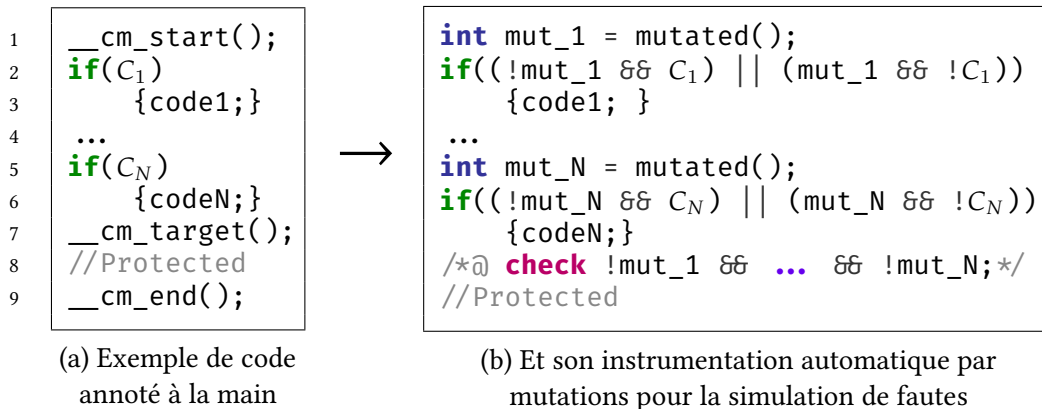 1 __cm_start();
2 if(C1)
3 {code1;}
4 …
5 if(CN)
6 {codeN;}
7 __cm_target();
8 //Protected
9 __cm_end();
→
int mut_1 = mutated();
if((!mut_1 && C1) || (mut_1 && !C1))
{code1; }
…
int mut_N = mutated();
if((!mut_N && CN) || (mut_N && !CN))
{codeN;}
/*@ check !mut_1 && … && !mut_N;*/
//Protected
(a) Exemple de code
annoté à la main
(b) Et son instrumentation automatique par
mutations pour la simulation de fautes